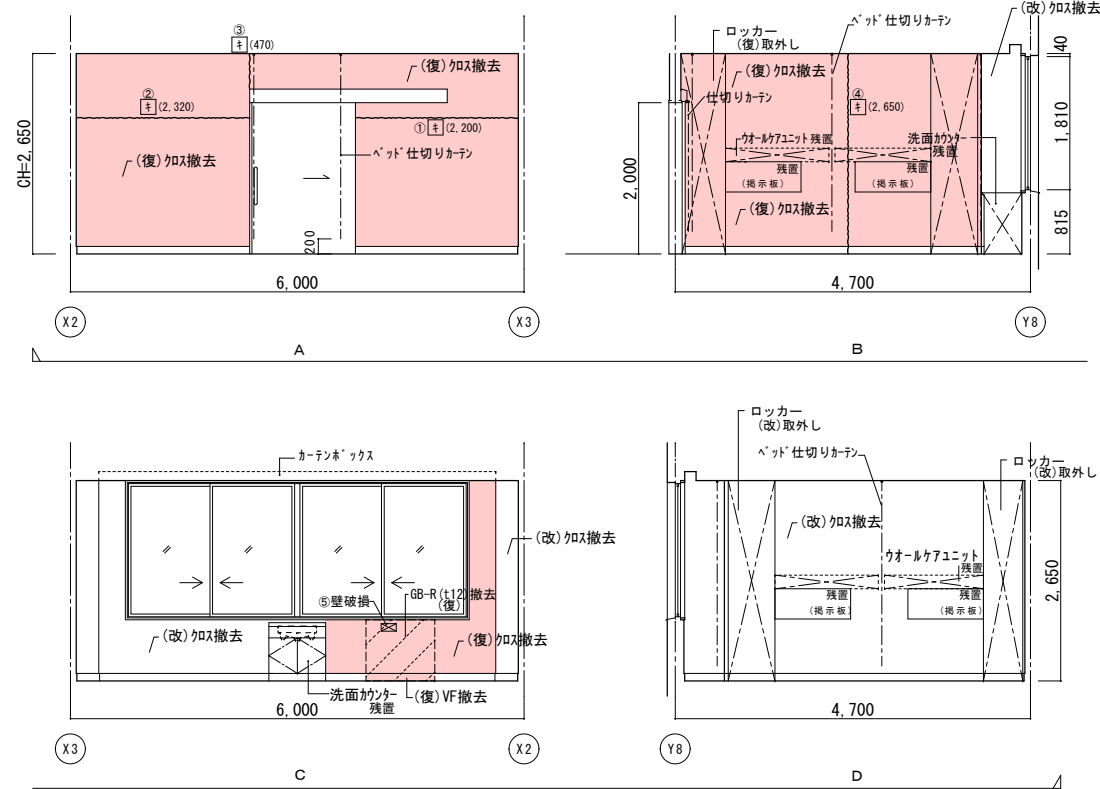 ③
キ (470)
(復)クロス撤去
②
キ (2,320)
① キ (2,200)
(復)クロス撤去
ベッド仕切りカーテン
CH=2,650
200
6,000
X2
X3
A
ロッカー
(復)取外し
ベッド仕切りカーテン
(改)クロス撤去
(復)クロス撤去
仕切りカーテン
④
キ (2,650)
ウオールケアユニット残置
洗面カウンター
残置
残置
(掲示板)
(掲示板)
(復)クロス撤去
2,000
40
1,810
815
4,700
Y8
B
カーテンボックス
(改)クロス撤去
⑤壁破損
GB-R(t12)撤去
(復)
(改)クロス撤去
(復)クロス撤去
洗面カウンター
残置
(復)VF撤去
6,000
X3
X2
C
ロッカー
(改)取外し
ベッド仕切りカーテン
ロッカー
(改)取外し
(改)クロス撤去
ウオールケアユニット
残置
残置
残置
(掲示板)
(掲示板)
2,650
4,700
Y8
D